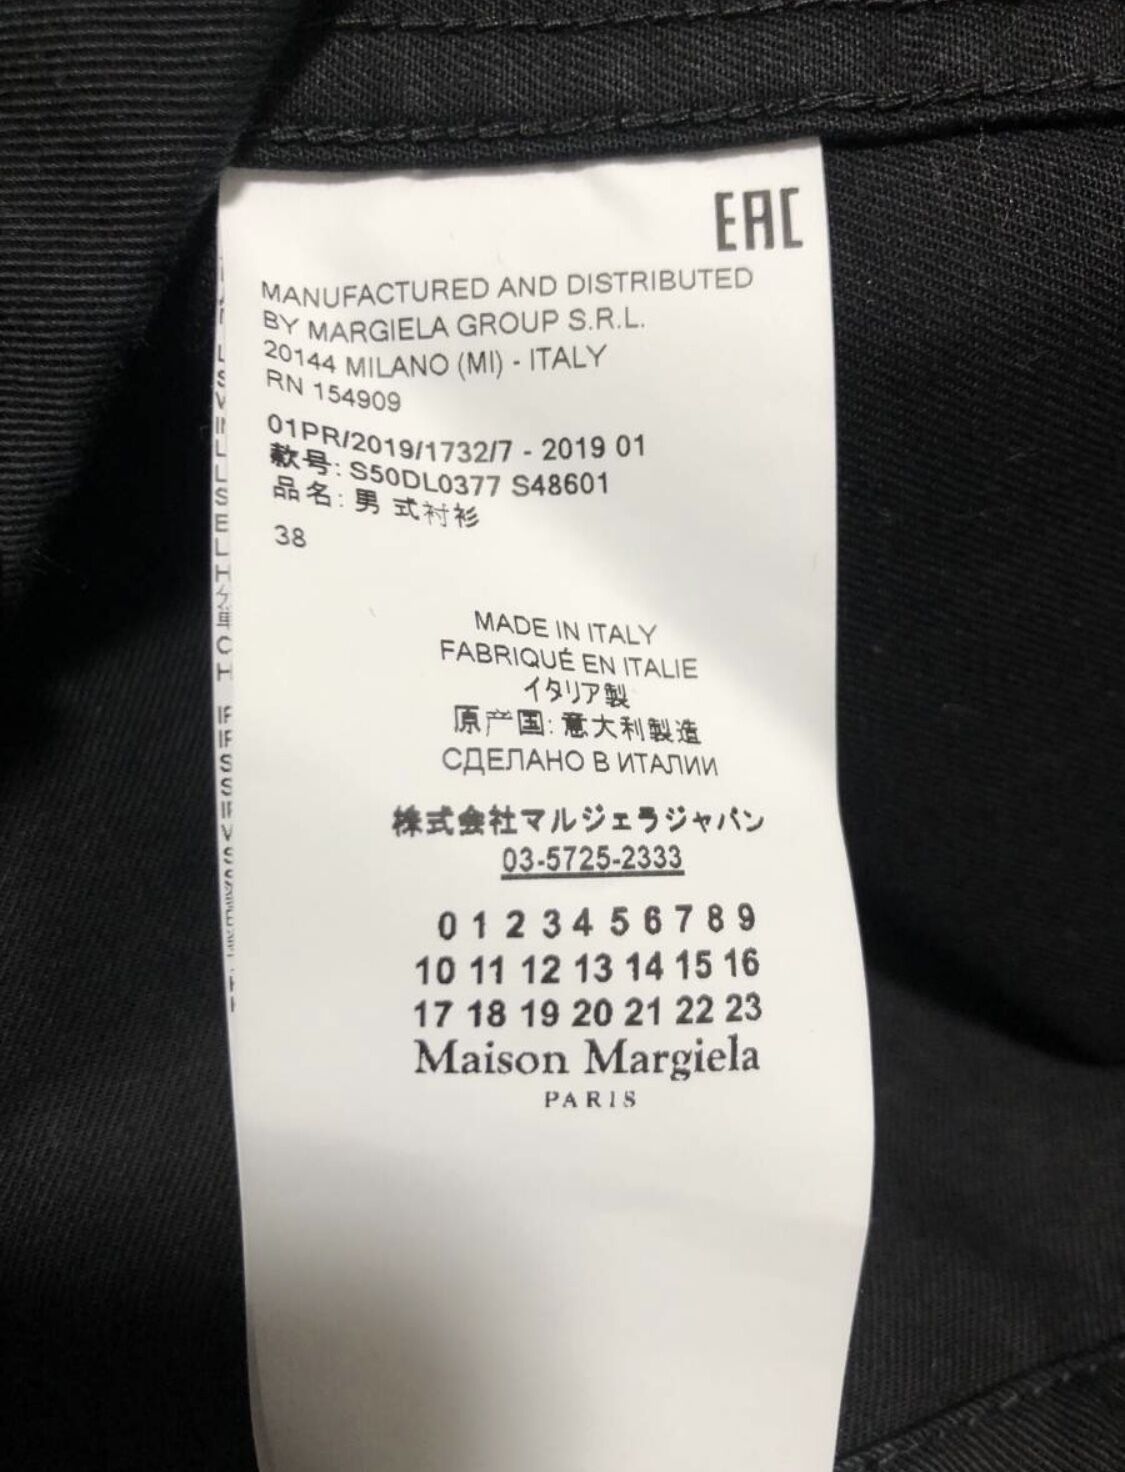 EAC
MANUFACTURED AND DISTRIBUTED
BY MARGIELA GROUP S.R.L.
20144 MILANO (MI) - ITALY
RN 154909
01PR/2019/1732/7 - 2019 01
款号: S50DL0377 S48601
品名: 男 式衬衫
38
MADE IN ITALY
FABRIQUÉ EN ITALIE
イタリア製
原产国: 意大利製造
СДЕЛАНО В ИТАЛИИ
株式会社マルジェラジャパン
03-5725-2333
0 1 2 3 4 5 6 7 8 9
10 11 12 13 14 15 16
17 18 19 20 21 22 23
Maison Margiela
PARIS